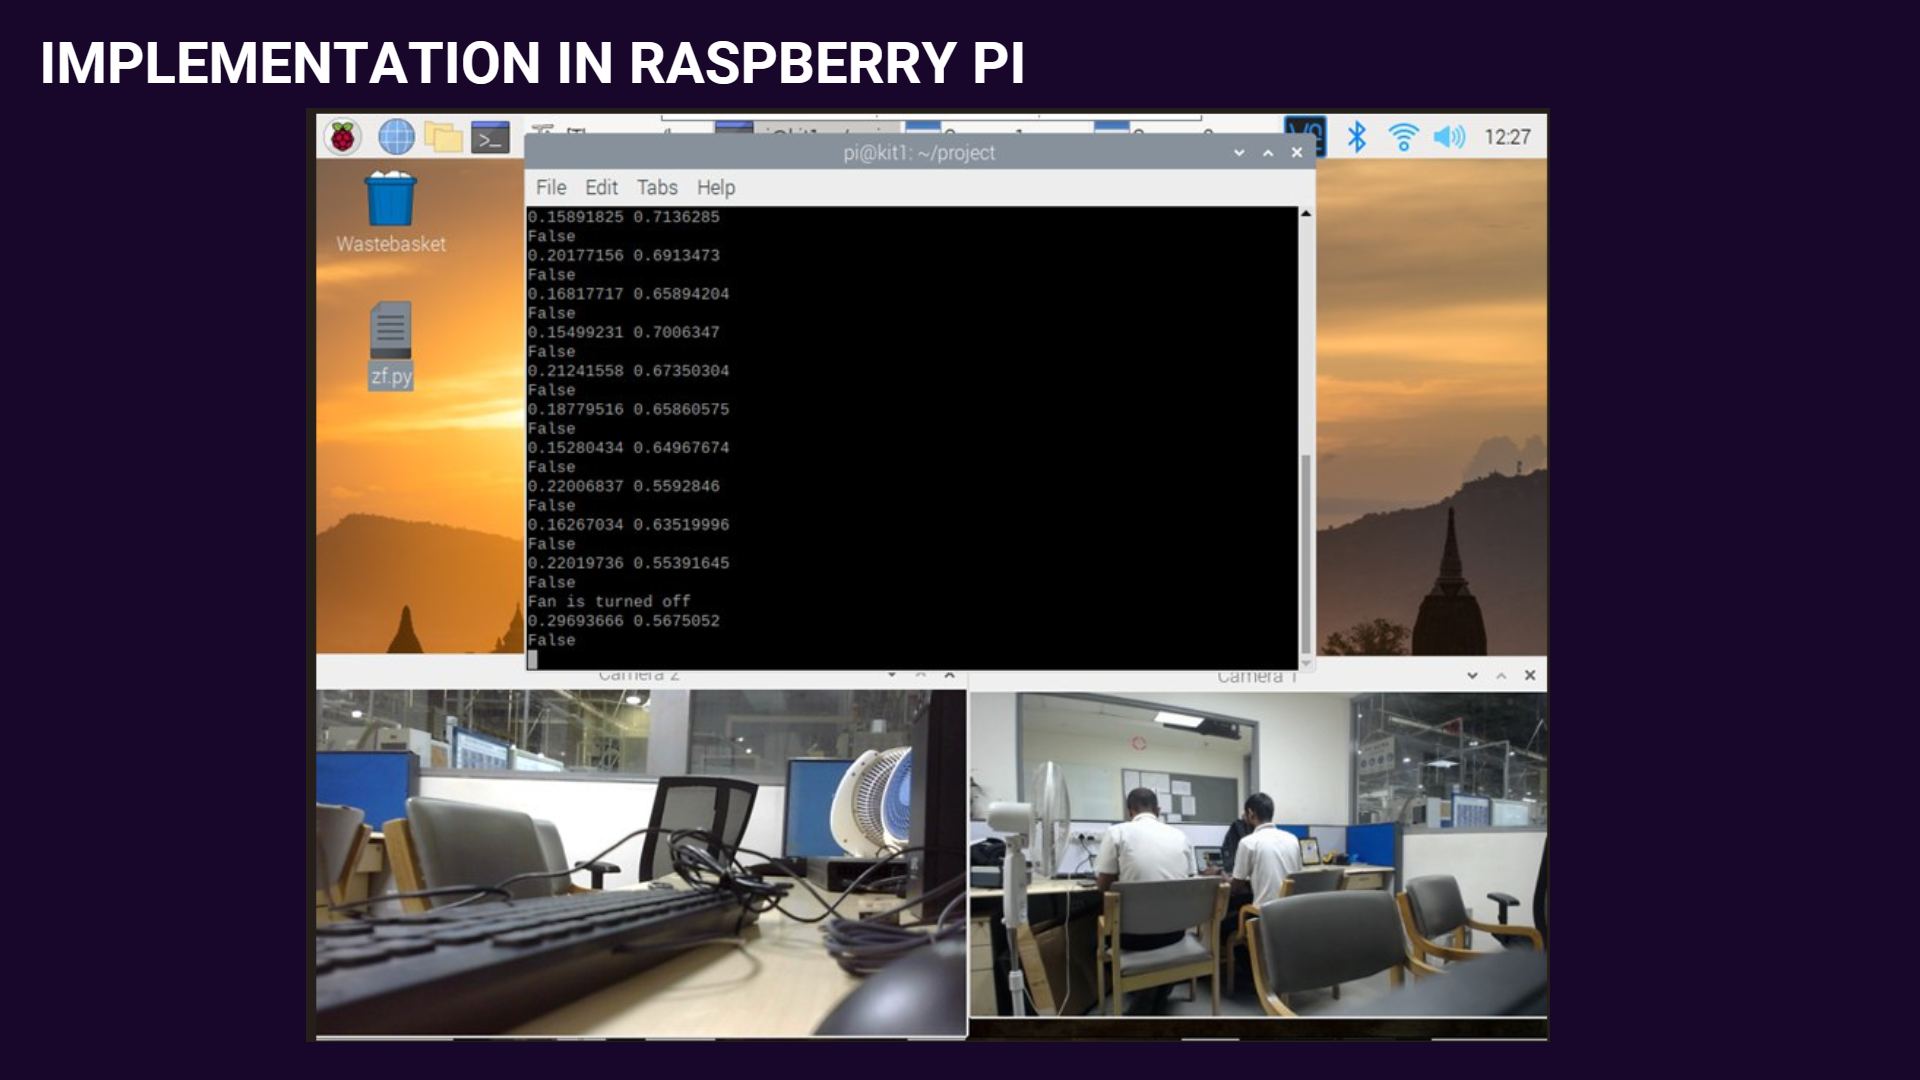 IMPLEMENTATION IN RASPBERRY PI
12:27
pi@kit1: ~/project
File Edit Tabs Help
Wastebasket
zf.py
0.15891825 0.7136285
False
0.20177156 0.6913473
False
0.16817717 0.65894204
False
0.15499231 0.7006347
False
0.21241558 0.67350304
False
0.18779516 0.65860575
False
0.15280434 0.64967674
False
0.22006837 0.5592846
False
0.16267034 0.63519996
False
0.22019736 0.55391645
False
Fan is turned off
0.29693666 0.5675052
False
Camera 2
Camera 1